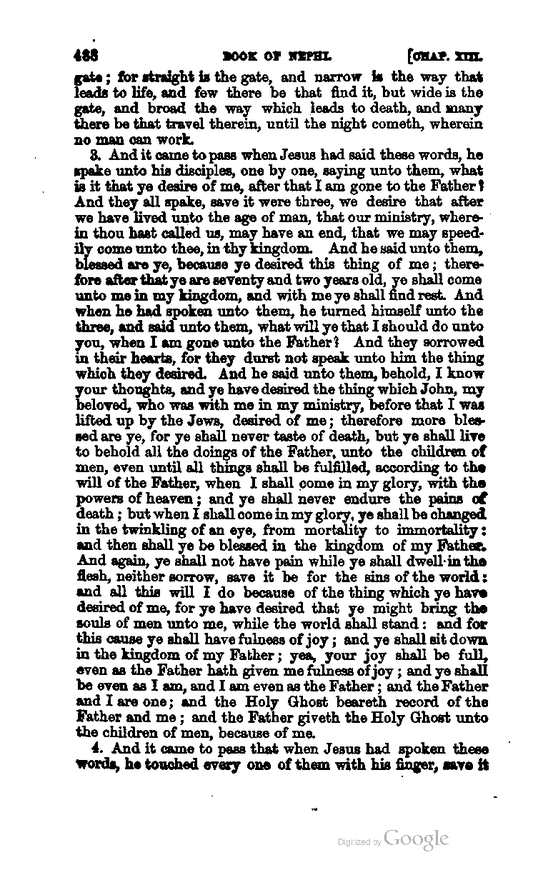 488 BOOK OF NEPHI. [CHAP. XIII.
gate; for straight is the gate, and narrow is the way that
leads to life, and few there be that find it, but wide is the
gate, and broad the way which leads to death, and many
there be that travel therein, until the night cometh, wherein
no man can work.
3. And it came to pass when Jesus had said these words, he
spake unto his disciples, one by one, saying unto them, what
is it that ye desire of me, after that I am gone to the Father?
And they all spake, save it were three, we desire that after
we have lived unto the age of man, that our ministry, where-
in thou hast called us, may have an end, that we may speed-
ily come unto thee, in thy kingdom. And he said unto them,
blessed are ye, because ye desired this thing of me; there-
fore after that ye are seventy and two years old, ye shall come
unto me in my kingdom, and with me ye shall find rest. And
when he had spoken unto them, he turned himself unto the
three, and said unto them, what will ye that I should do unto
you, when I am gone unto the Father? And they sorrowed
in their hearts, for they durst not speak unto him the thing
which they desired. And he said unto them, behold, I know
your thoughts, and ye have desired the thing which John, my
beloved, who was with me in my ministry, before that I was
lifted up by the Jews, desired of me; therefore more bles-
sed are ye, for ye shall never taste of death, but ye shall live
to behold all the doings of the Father, unto the children of
men, even until all things shall be fulfilled, according to the
will of the Father, when I shall come in my glory, with the
powers of heaven; and ye shall never endure the pains of
death; but when I shall come in my glory, ye shall be changed
in the twinkling of an eye, from mortality to immortality:
and then shall ye be blessed in the kingdom of my Father.
And again, ye shall not have pain while ye shall dwell in the
flesh, neither sorrow, save it be for the sins of the world:
and all this will I do because of the thing which ye have
desired of me, for ye have desired that ye might bring the
souls of men unto me, while the world shall stand: and for
this cause ye shall have fulness of joy; and ye shall sit down
in the kingdom of my Father; yea, your joy shall be full,
even as the Father hath given me fulness of joy; and ye shall
be even as I am, and I am even as the Father; and the Father
and I are one; and the Holy Ghost beareth record of the
Father and me; and the Father giveth the Holy Ghost unto
the children of men, because of me.
4. And it came to pass that when Jesus had spoken these
words, he touched every one of them with his finger, save it
Digitized by Google